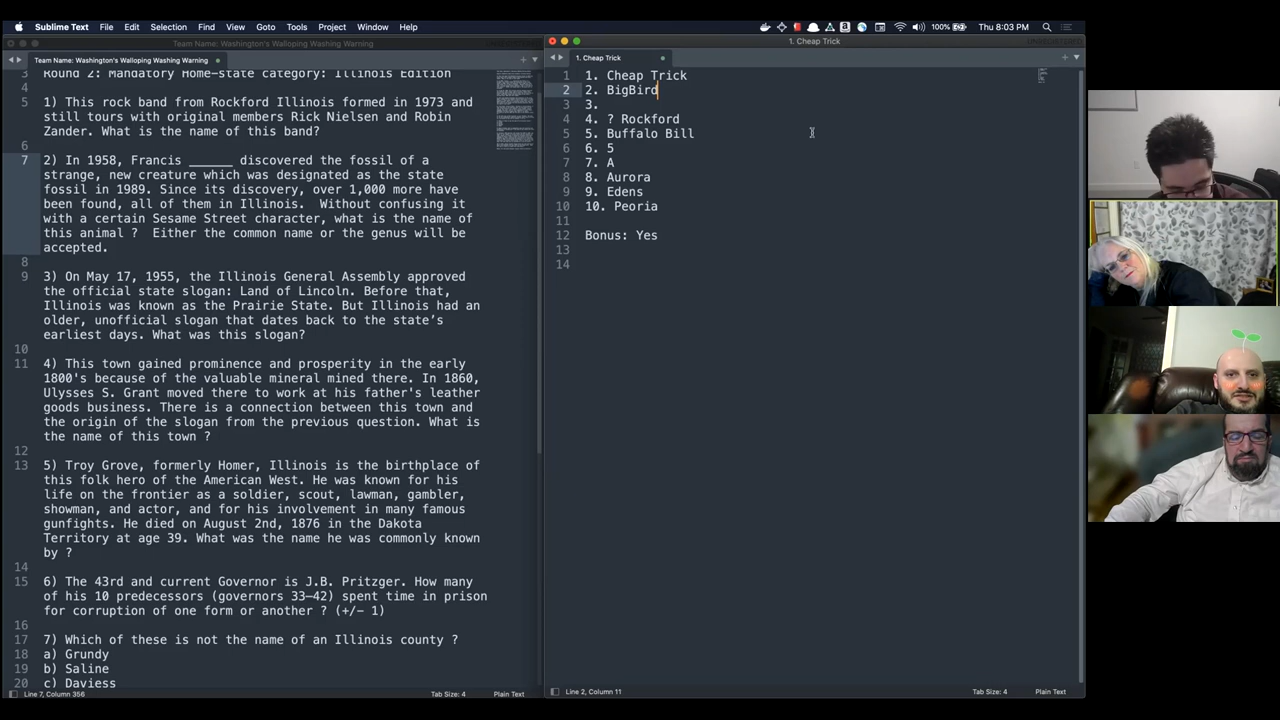 Sublime Text File Edit Selection Find View Goto Tools Project Window Help 100% Thu 8:03 PM
Team Name: Washington's Walloping Washing Warning
Team Name: Washington's Walloping Washing Warning
3 Round 2: Mandatory Home-state category: Illinois Edition
4
5 1) This rock band from Rockford Illinois formed in 1973 and
still tours with original members Rick Nielsen and Robin
Zander. What is the name of this band?
6
7 2) In 1958, Francis ______ discovered the fossil of a
strange, new creature which was designated as the state
fossil in 1989. Since its discovery, over 1,000 more have
been found, all of them in Illinois. Without confusing it
with a certain Sesame Street character, what is the name of
this animal ? Either the common name or the genus will be
accepted.
8
9 3) On May 17, 1955, the Illinois General Assembly approved
the official state slogan: Land of Lincoln. Before that,
Illinois was known as the Prairie State. But Illinois had an
older, unofficial slogan that dates back to the state's
earliest days. What was this slogan?
10
11 4) This town gained prominence and prosperity in the early
1800's because of the valuable mineral mined there. In 1860,
Ulysses S. Grant moved there to work at his father's leather
goods business. There is a connection between this town and
the origin of the slogan from the previous question. What is
the name of this town ?
12
13 5) Troy Grove, formerly Homer, Illinois is the birthplace of
this folk hero of the American West. He was known for his
life on the frontier as a soldier, scout, lawman, gambler,
showman, and actor, and for his involvement in many famous
gunfights. He died on August 2nd, 1876 in the Dakota
Territory at age 39. What was the name he was commonly known
by ?
14
15 6) The 43rd and current Governor is J.B. Pritzger. How many
of his 10 predecessors (governors 33-42) spent time in prison
for corruption of one form or another ? (+/- 1)
16
17 7) Which of these is not the name of an Illinois county ?
18 a) Grundy
19 b) Saline
20 c) Daviess
Line 7, Column 356 Tab Size: 4 Plain Text
1. Cheap Trick
1. Cheap Trick
1 1. Cheap Trick
2 2. BigBird
3 3.
4 4. ? Rockford
5 5. Buffalo Bill
6 6. 5
7 7. A
8 8. Aurora
9 9. Edens
10 10. Peoria
11
12 Bonus: Yes
13
14
Line 2, Column 11 Tab Size: 4 Plain Text